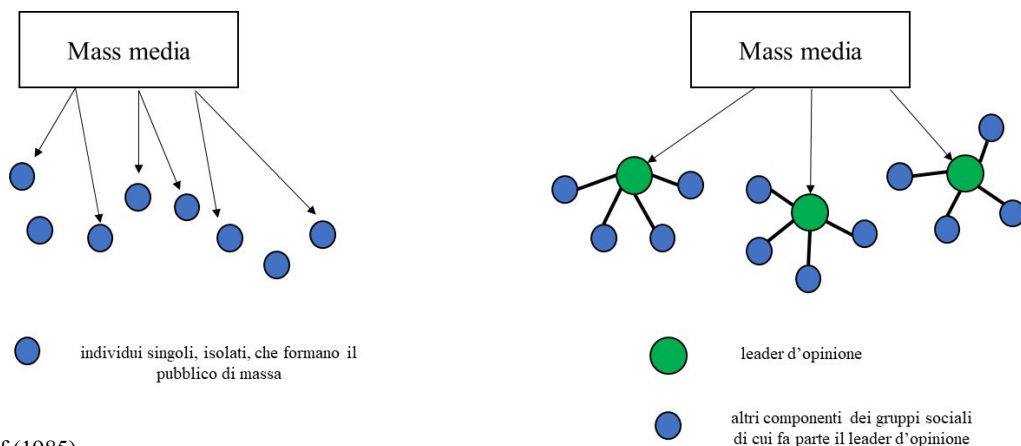 Mass media
individui singoli, isolati, che formano il
pubblico di massa
Mass media
leader d'opinione
altri componenti dei gruppi sociali
di cui fa parte il leader d'opinione
(1985)